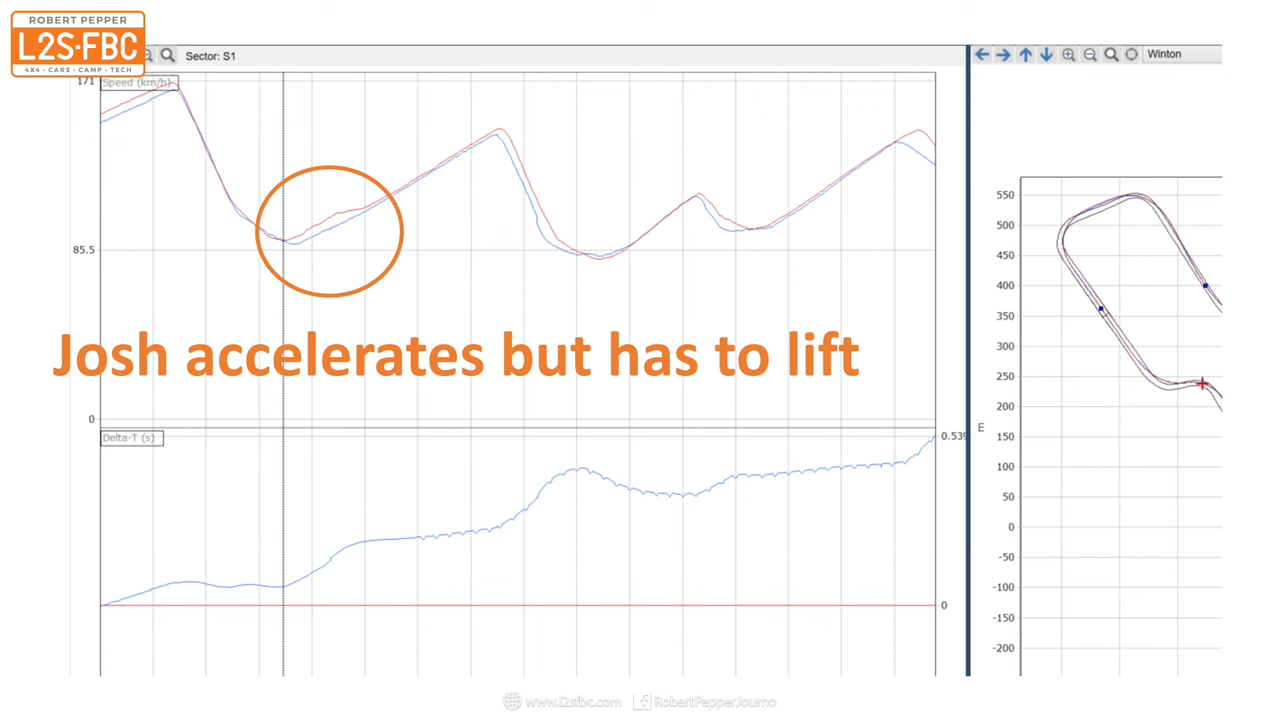 ROBERT PEPPER
L2S·FBC
4X4 • CARS • CAMP • TECH
Sector: S1
Winton
171
Speed (km/h)
85.5
0
Josh accelerates but has to lift
Delta-T (s)
0.539
0
E
550
500
450
400
350
300
250
200
150
100
50
0
-50
-100
-150
-200
www.l2sfbc.com
RobertPepperJourno